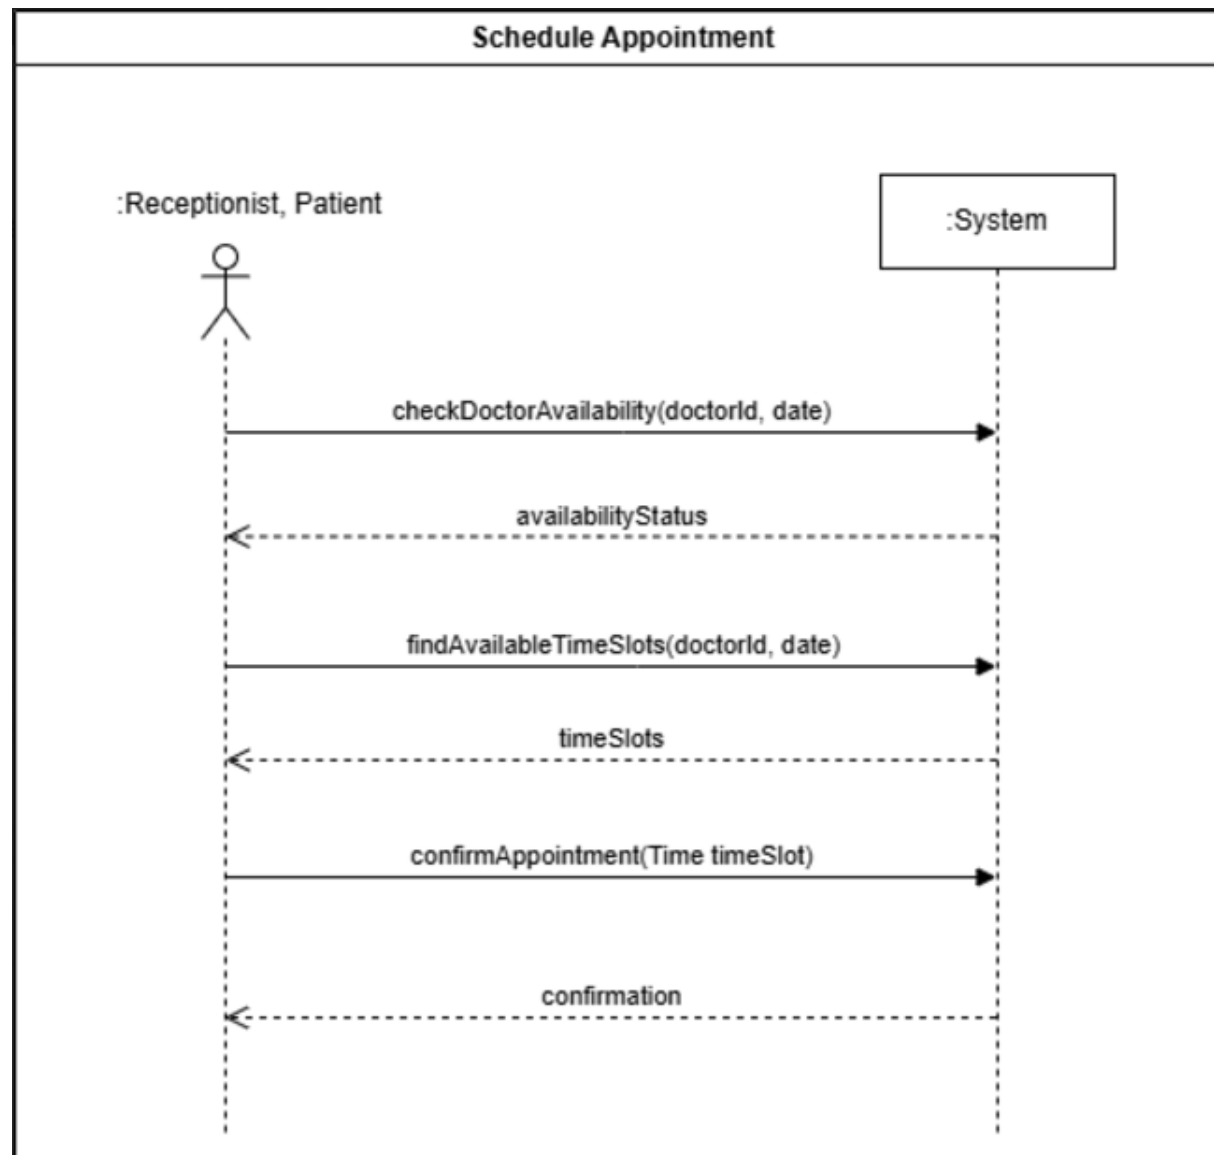 Schedule Appointment
:Receptionist, Patient
:System
checkDoctorAvailability(doctorId, date)
availabilityStatus
findAvailableTimeSlots(doctorId, date)
timeSlots
confirmAppointment(Time timeSlot)
confirmation